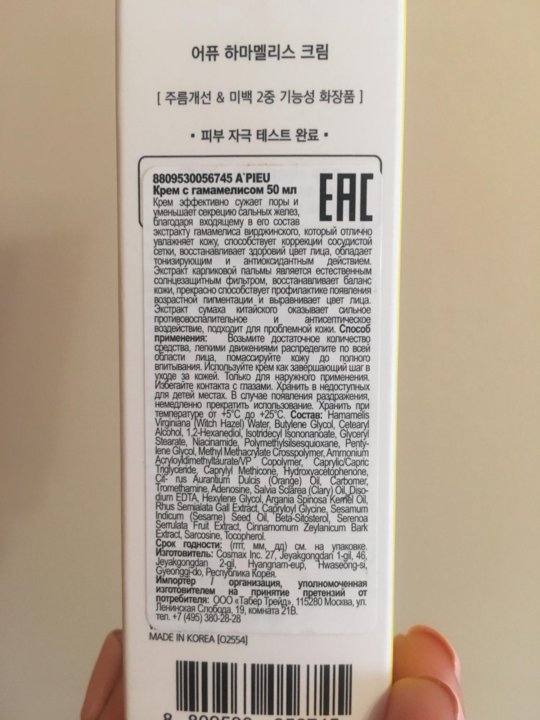 어퓨 하마멜리스 크림
[ 주름개선 & 미백 2중 기능성 화장품 ]
• 피부 자극 테스트 완료 •
8809530056745 A'PIEU
Крем с гамамелисом 50 мл
EAC
Крем эффективно сужает поры и
уменьшает секрецию сальных желез,
благодаря входящему в его состав
экстракту гамамелиса вирджинского, который отлично
увлажняет кожу, способствует коррекции сосудистой
сетки, восстанавливает здоровий цвет лица, обладает
тонизирующим и антиоксидантным действием.
Экстракт карликовой пальмы является естественным
солнцезащитным фильтром, восстанавливает баланс
кожи, прекрасно способствует профилактике появления
возрастной пигментации и выравнивает цвет лица.
Экстракт сумаха китайского оказывает сильное
противовоспалительное и антисептическое
воздействие, подходит для проблемной кожи. Способ
применения: Возьмите достаточное количество
средства, легкими движениями распределите по всей
области лица, помассируйте кожу до полного
впитывания. Используйте крем как завершающий шаг в
уходе за кожей. Только для наружного применения.
Избегайте контакта с глазами. Хранить в недоступных
для детей местах. В случае появления раздражения,
немедленно прекратить использование. Хранить при
температуре от +5°С до +25°С. Состав: Hamamelis
Virginiana (Witch Hazel) Water, Butylene Glycol, Cetearyl
Alcohol, 1,2-Hexanediol, Isotridecyl Isononanoate, Glyceryl
Stearate, Niacinamide, Polymethylsilsesquioxane, Penty-
lene Glycol, Methyl Methacrylate Crosspolymer, Ammonium
Acryloyldimethyltaurate/VP Copolymer, Caprylic/Capric
Triglyceride, Caprylyl Methicone, Hydroxyacetophenone,
Cit- rus Aurantium Dulcis (Orange) Oil, Carbomer,
Tromethamine, Adenosine, Salvia Sclarea (Clary) Oil, Diso-
dium EDTA, Hexylene Glycol, Argania Spinosa Kernel Oil,
Rhus Semialata Gall Extract, Capryloyl Glycine, Sesamum
Indicum (Sesame) Seed Oil, Beta-Sitosterol, Serenoa
Serrulata Fruit Extract, Cinnamomum Zeylanicum Bark
Extract, Sarcosine, Tocopherol.
Срок годности: (ггг, мм, дд) см. на упаковке.
Изготовитель: Cosmax Inc. 27, Jeyakgongdan 1-gil, 46,
Jeyakgongdan 2-gil, Hyangnam-eup, Hwaseong-si,
Gyeonggi-do, Республика Корея.
Импортер / организация, уполномоченная
изготовителем на принятие претензий от
потребителя: ООО «Табер Трейд», 115280 Москва, ул.
Ленинская Слобода, 19, комната 21В.
тел. +7 (495) 380-28-28
MADE IN KOREA [O2554]